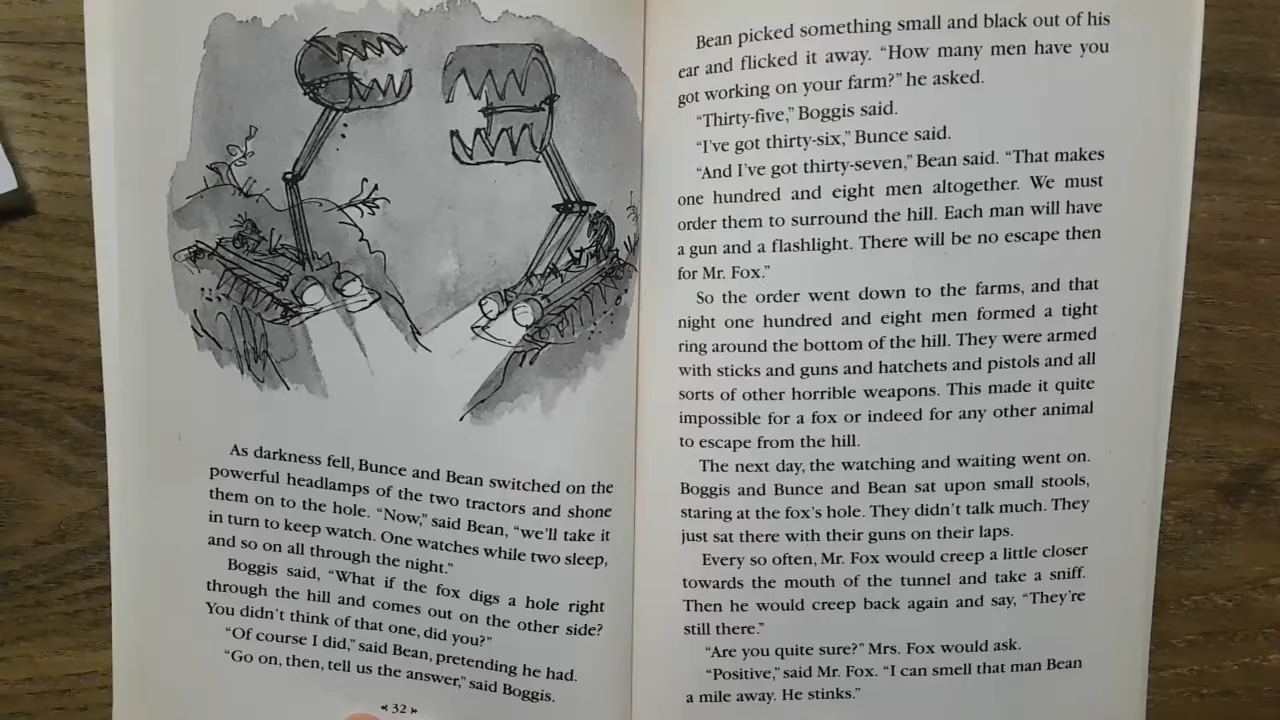 As darkness fell, Bunce and Bean switched on the
powerful headlamps of the two tractors and shone
them on to the hole. “Now,” said Bean, “we’ll take it
in turn to keep watch. One watches while two sleep,
and so on all through the night.”
Boggis said, “What if the fox digs a hole right
through the hill and comes out on the other side?
You didn’t think of that one, did you?”
“Of course I did,” said Bean, pretending he had.
“Go on, then, tell us the answer,” said Boggis.
32
Bean picked something small and black out of his
ear and flicked it away. “How many men have you
got working on your farm?” he asked.
“Thirty-five,” Boggis said.
“I’ve got thirty-six,” Bunce said.
“And I’ve got thirty-seven,” Bean said. “That makes
one hundred and eight men altogether. We must
order them to surround the hill. Each man will have
a gun and a flashlight. There will be no escape then
for Mr. Fox.”
So the order went down to the farms, and that
night one hundred and eight men formed a tight
ring around the bottom of the hill. They were armed
with sticks and guns and hatchets and pistols and all
sorts of other horrible weapons. This made it quite
impossible for a fox or indeed for any other animal
to escape from the hill.
The next day, the watching and waiting went on.
Boggis and Bunce and Bean sat upon small stools,
staring at the fox’s hole. They didn’t talk much. They
just sat there with their guns on their laps.
Every so often, Mr. Fox would creep a little closer
towards the mouth of the tunnel and take a sniff.
Then he would creep back again and say, “They’re
still there.”
“Are you quite sure?” Mrs. Fox would ask.
“Positive,” said Mr. Fox. “I can smell that man Bean
a mile away. He stinks.”